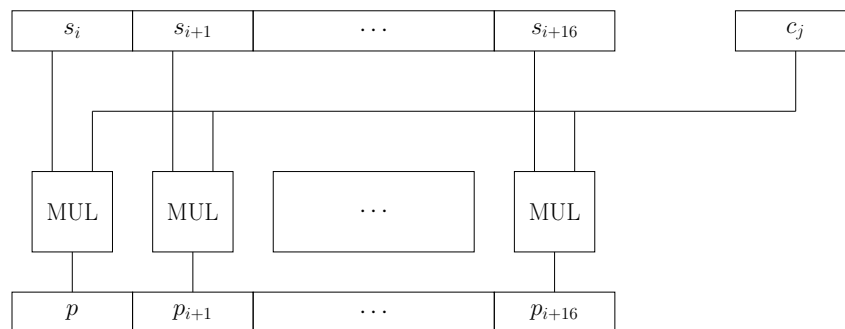 s_i s_{i+1} ⋯ s_{i+16} c_j
MUL MUL ⋯ MUL
p p_{i+1} ⋯ p_{i+16}